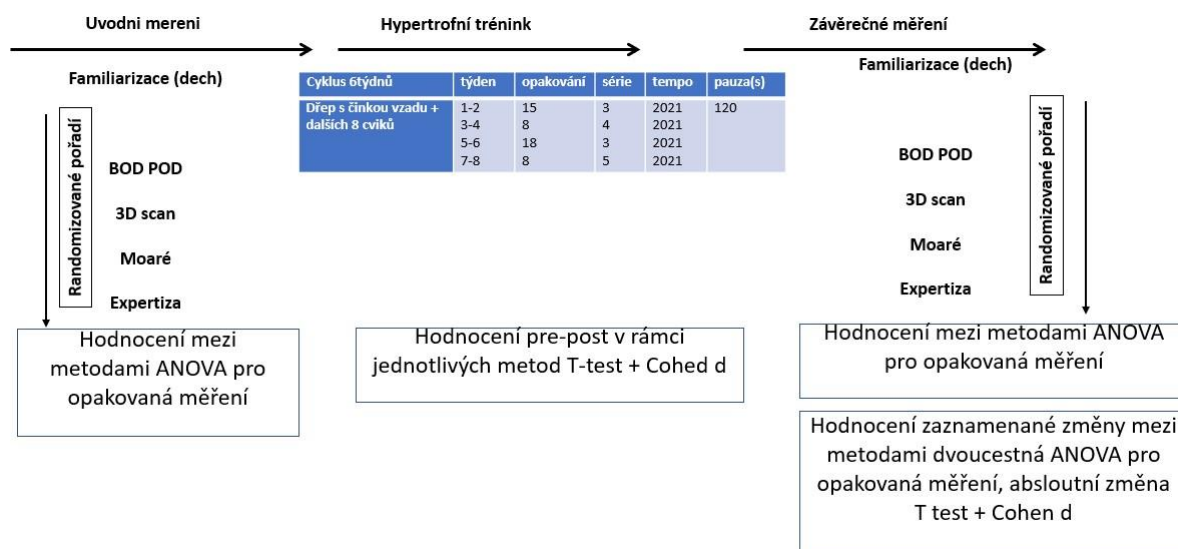 Uvodni mereni
Hypertrofní trénink
Závěrečné měření
Familiarizace (dech)
Familiarizace (dech)
Cyklus 6týdnů týden opakování série tempo pauza(s)
Dřep s činkou vzadu + 1-2 15 3 2021 120
dalších 8 cviků 3-4 8 4 2021
5-6 18 3 2021
7-8 8 5 2021
Randomizované pořadí
BOD POD
3D scan
Moaré
Expertiza
BOD POD
3D scan
Moaré
Expertiza
Randomizované pořadí
Hodnocení mezi
metodami ANOVA pro
opakovaná měření
Hodnocení pre-post v rámci
jednotlivých metod T-test + Cohed d
Hodnocení mezi metodami ANOVA
pro opakovaná měření
Hodnocení zaznamenané změny mezi
metodami dvoucestná ANOVA pro
opakovaná měření, absloutní změna
T test + Cohen d